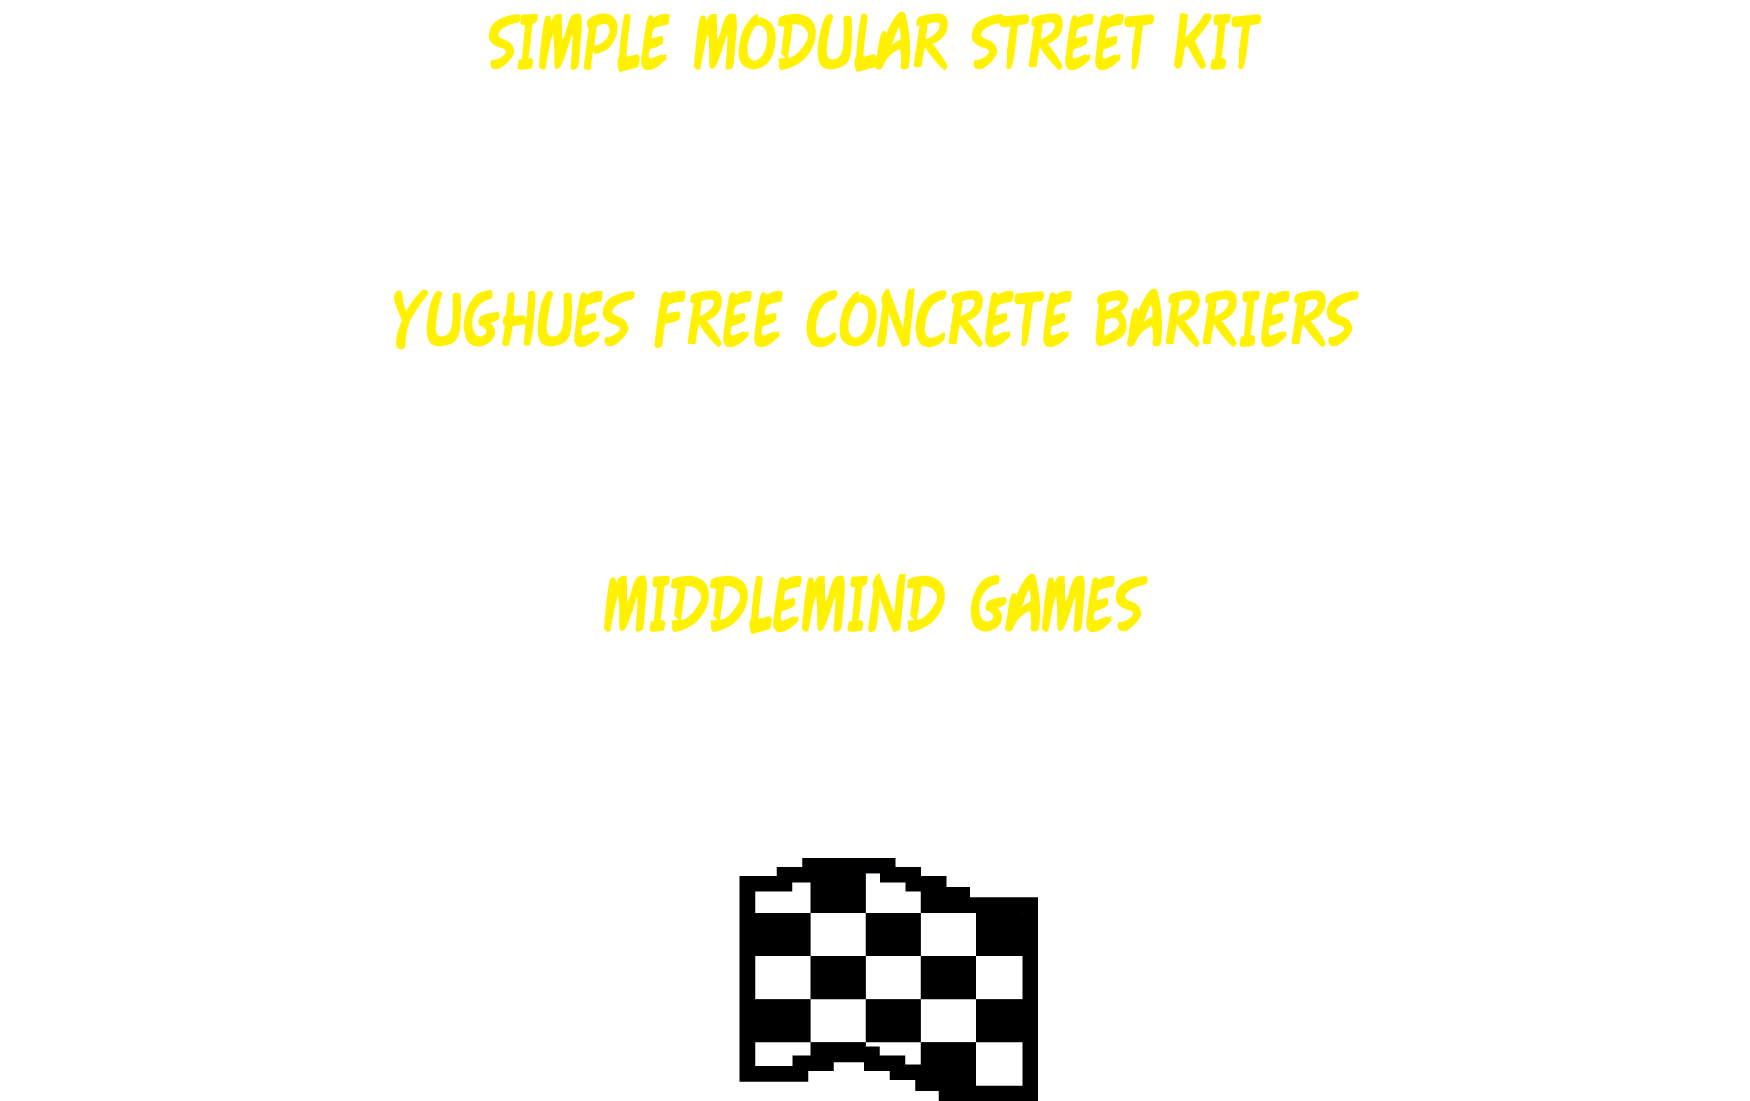 SIMPLE MODULAR STREET KIT
YUGHUES FREE CONCRETE BARRIERS
MIDDLEMIND GAMES